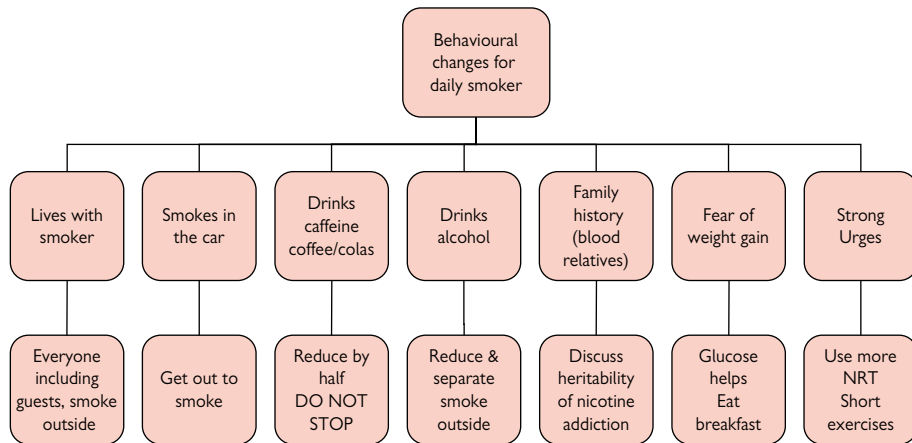 Behavioural
changes for
daily smoker
Lives with
smoker
Smokes in
the car
Drinks
caffeine
coffee/colas
Drinks
alcohol
Family
history
(blood
relatives)
Fear of
weight gain
Strong
Urges
Everyone
including
guests, smoke
outside
Get out to
smoke
Reduce by
half
DO NOT
STOP
Reduce &
separate
smoke
outside
Discuss
heritability
of nicotine
addiction
Glucose
helps
Eat
breakfast
Use more
NRT
Short
exercises